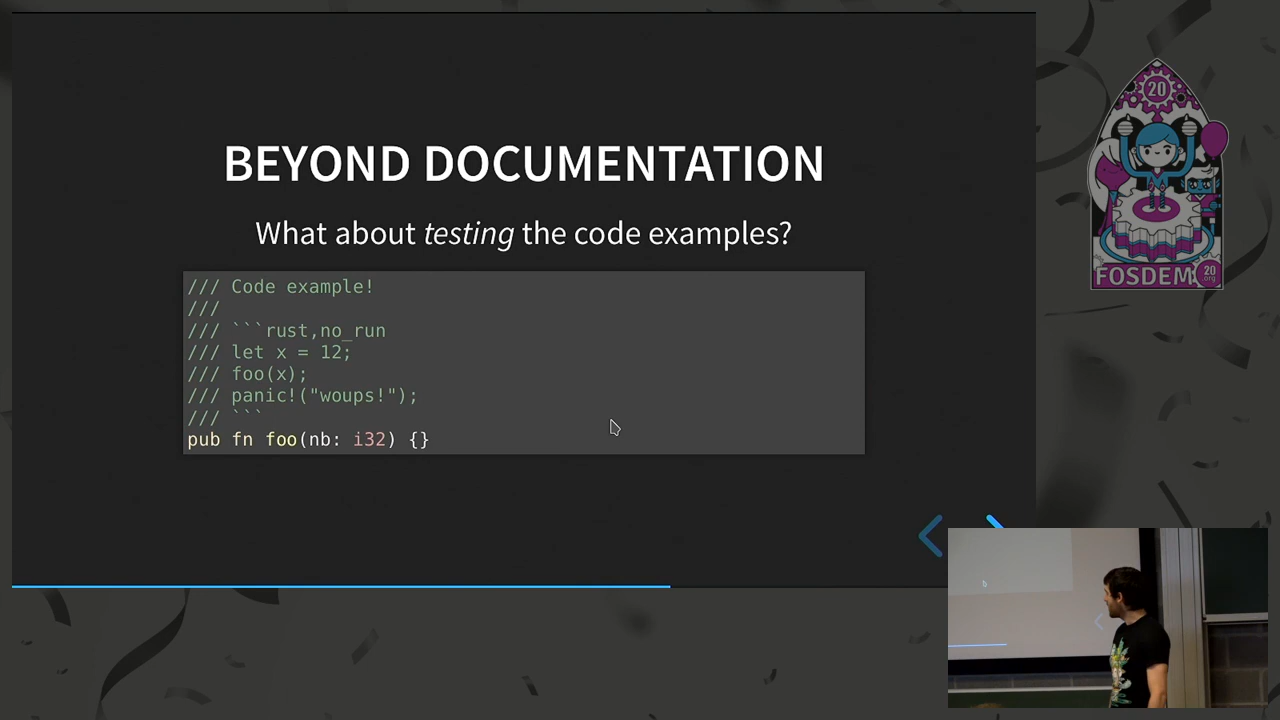 BEYOND DOCUMENTATION
What about testing the code examples?
/// Code example!
///
/// ```rust,no_run
/// let x = 12;
/// foo(x);
/// panic!("woups!");
/// ```
pub fn foo(nb: i32) {}
20
FOSDEM
20
.org